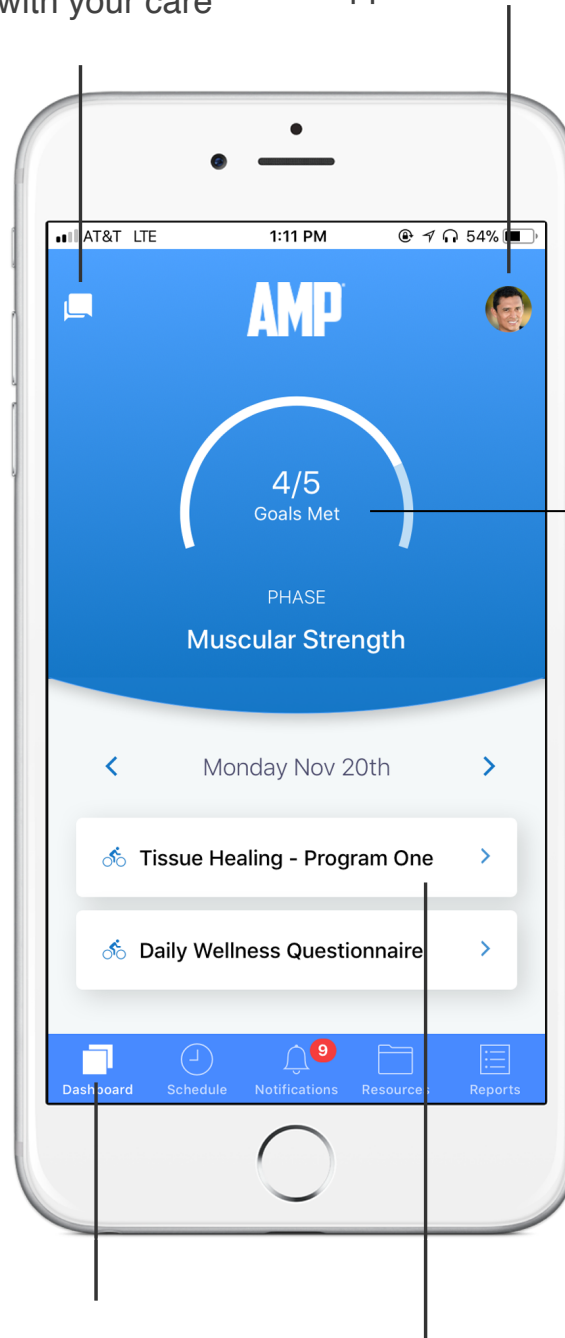 with your care
AT&T LTE 1:11 PM 54%
AMP
4/5
Goals Met
PHASE
Muscular Strength
Monday Nov 20th
Tissue Healing - Program One
Daily Wellness Questionnaire
9
Dashboard Schedule Notifications Resources Reports